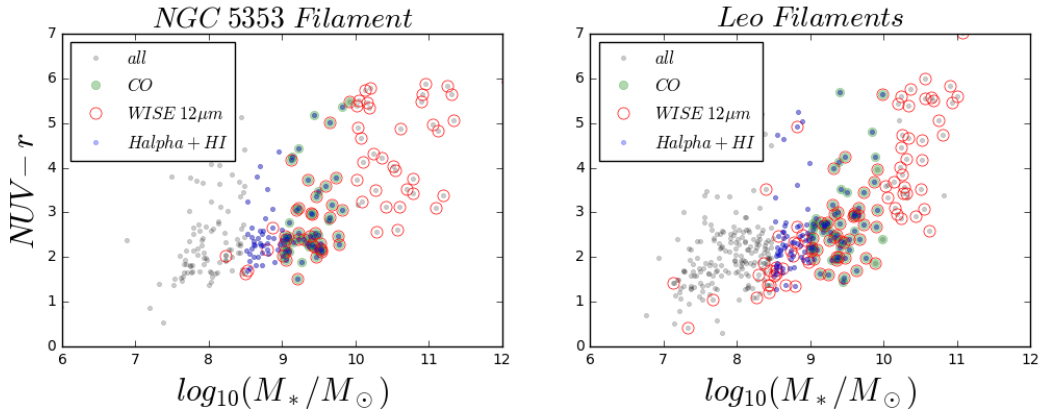 NGC 5353 Filament
7
6
5
4
3
2
1
0
NUV − r
all
CO
WISE 12μm
Halpha + HI
6 7 8 9 10 11 12
log₁₀(M∗/M⊙)
Leo Filaments
7
6
5
4
3
2
1
0
all
CO
WISE 12μm
Halpha + HI
6 7 8 9 10 11 12
log₁₀(M∗/M⊙)